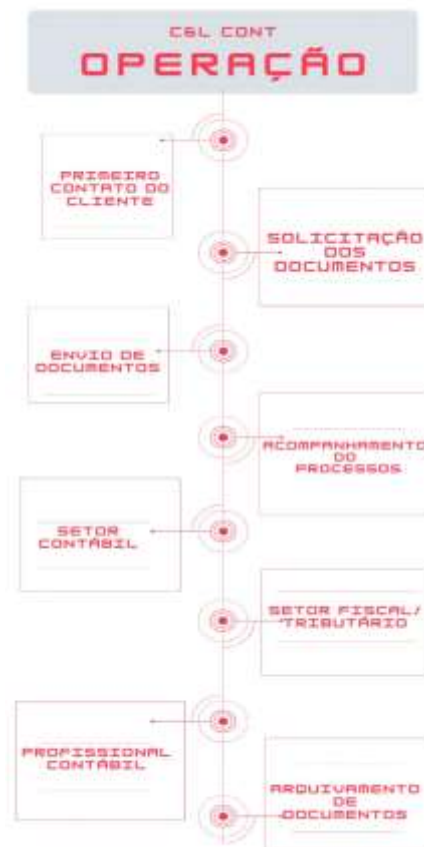 C&L CONT
OPERAÇÃO
PRIMEIRO
CONTATO DO
CLIENTE
SOLICITAÇÃO
DOS
DOCUMENTOS
ENVIO DE
DOCUMENTOS
ACOMPANHAMENTO
DO
PROCESSOS
SETOR
CONTÁBIL
SETOR FISCAL/
TRIBUTÁRIO
PROFISSIONAL
CONTÁBIL
ARQUIVAMENTO
DE
DOCUMENTOS